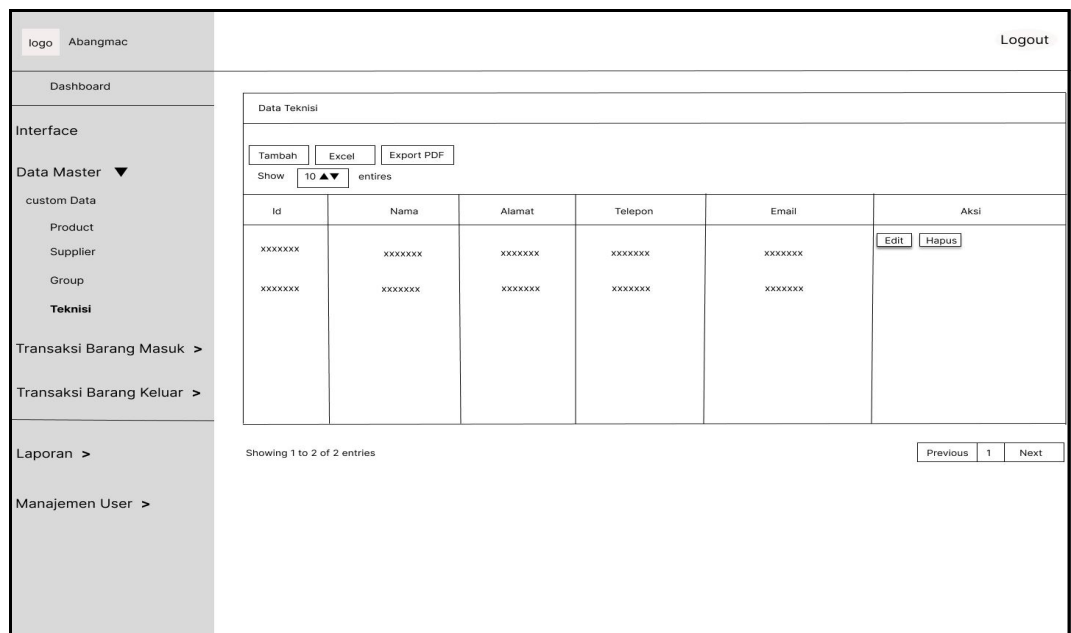 logo Abangmac
Logout
Dashboard
Interface
Data Master ▼
custom Data
Product
Supplier
Group
Teknisi
Transaksi Barang Masuk >
Transaksi Barang Keluar >
Laporan >
Manajemen User >
Data Teknisi
Tambah Excel Export PDF
Show 10 ▲▼ entires
Id Nama Alamat Telepon Email Aksi
xxxxxxx xxxxxxx xxxxxxx xxxxxxx xxxxxxx Edit Hapus
xxxxxxx xxxxxxx xxxxxxx xxxxxxx xxxxxxx
Showing 1 to 2 of 2 entries
Previous 1 Next